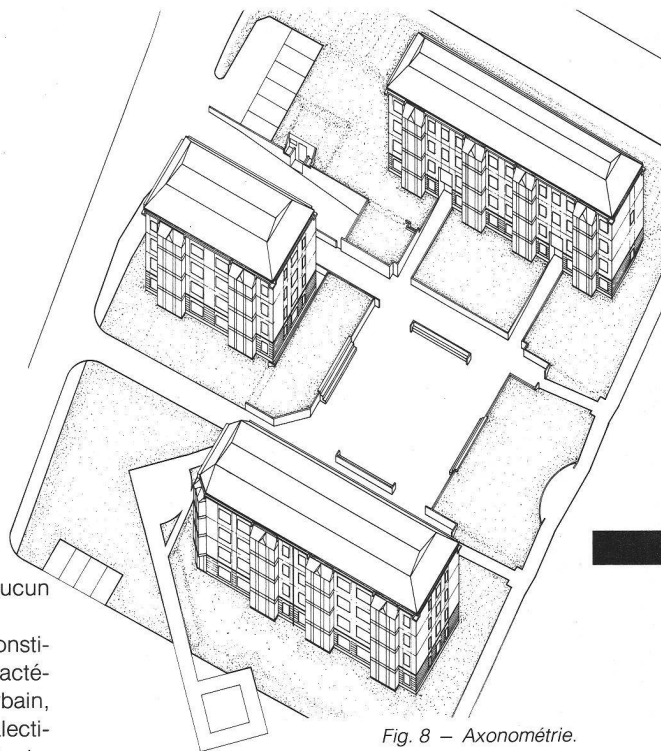 ucun
onsti-
acté-
bain,
lecti-
Fig. 8 – Axonométrie.